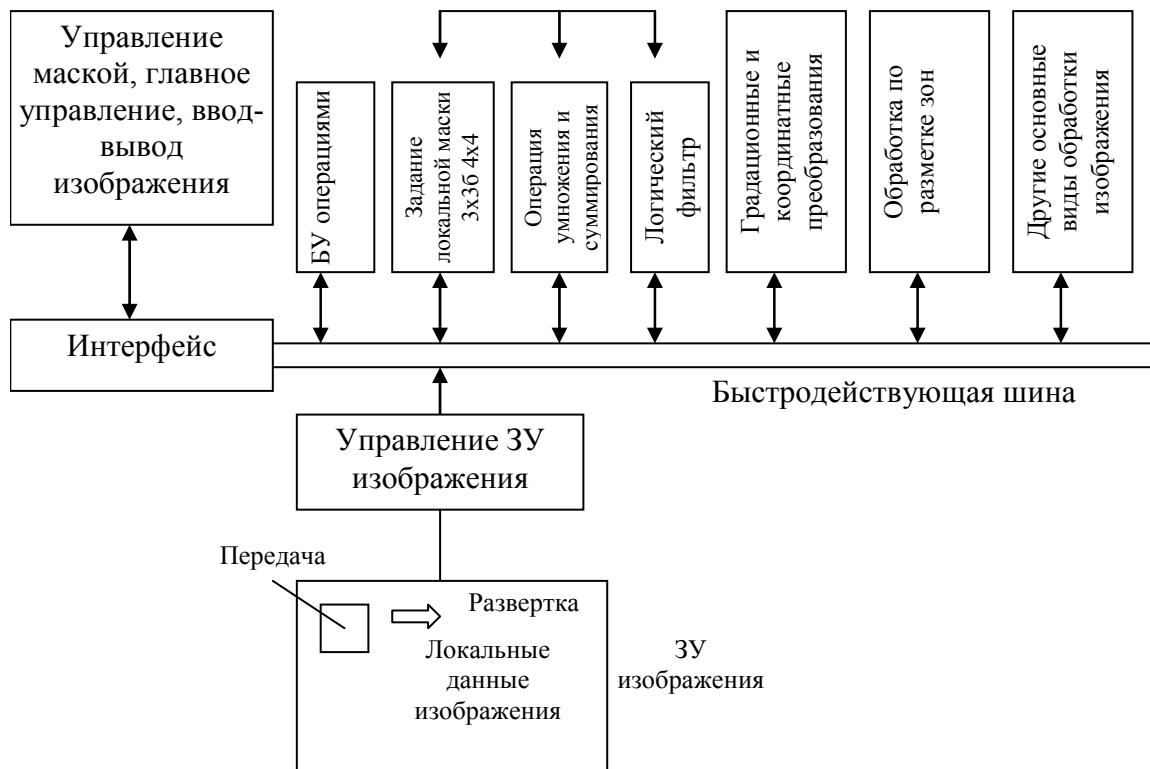 Управление
маской, главное
управление, ввод-
вывод
изображения
БУ операциями
Задание
локальной маски
3х3б 4х4
Операция
умножения и
суммирования
Логический
фильтр
Градационные и
координатные
преобразования
Обработка по
разметке зон
Другие основные
виды обработки
изображения
Интерфейс
Быстродействующая шина
Управление ЗУ
изображения
Передача
Развертка
Локальные
данные
изображения
ЗУ
изображения